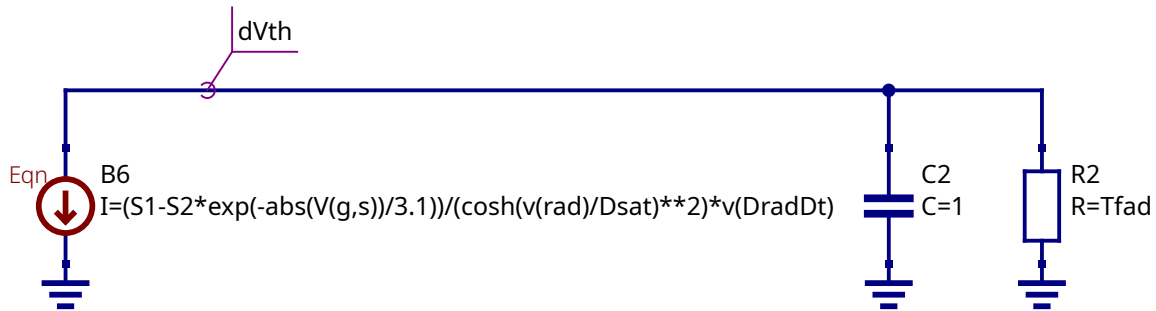 dVth
Eqn
B6
I=(S1-S2*exp(-abs(V(g,s))/3.1))/(cosh(v(rad)/Dsat)**2)*v(DradDt)
C2
C=1
R2
R=Tfad